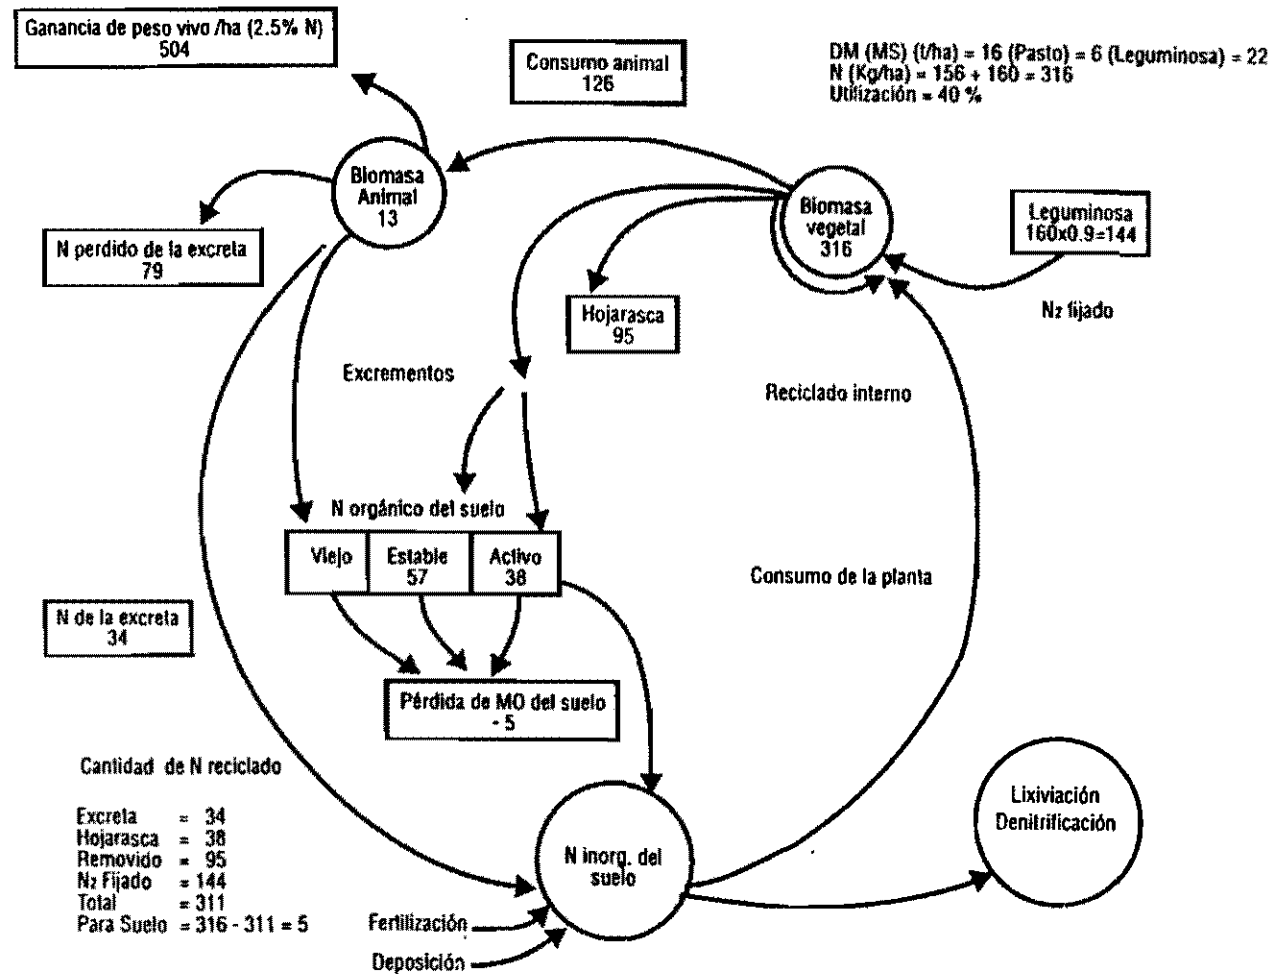 Ganancia de peso vivo /ha (2.5% N)
504
Consumo animal
126
DM (MS) (t/ha) = 16 (Pasto) = 6 (Leguminosa) = 22
N (Kg/ha) = 156 + 160 = 316
Utilización = 40 %
Biomasa
Animal
13
Biomasa
vegetal
316
Leguminosa
160x0.9=144
N perdido de la excreta
79
Hojarasca
95
N₂ fijado
Excrementos
Reciclado interno
N orgánico del suelo
Viejo
Estable
57
Activo
38
Consumo de la planta
N de la excreta
34
Pérdida de MO del suelo
- 5
Cantidad de N reciclado
Excreta = 34
Hojarasca = 38
Removido = 95
N₂ Fijado = 144
Total = 311
Para Suelo = 316 - 311 = 5
N inorg. del
suelo
Lixiviación
Denitrificación
Fertilización
Deposición